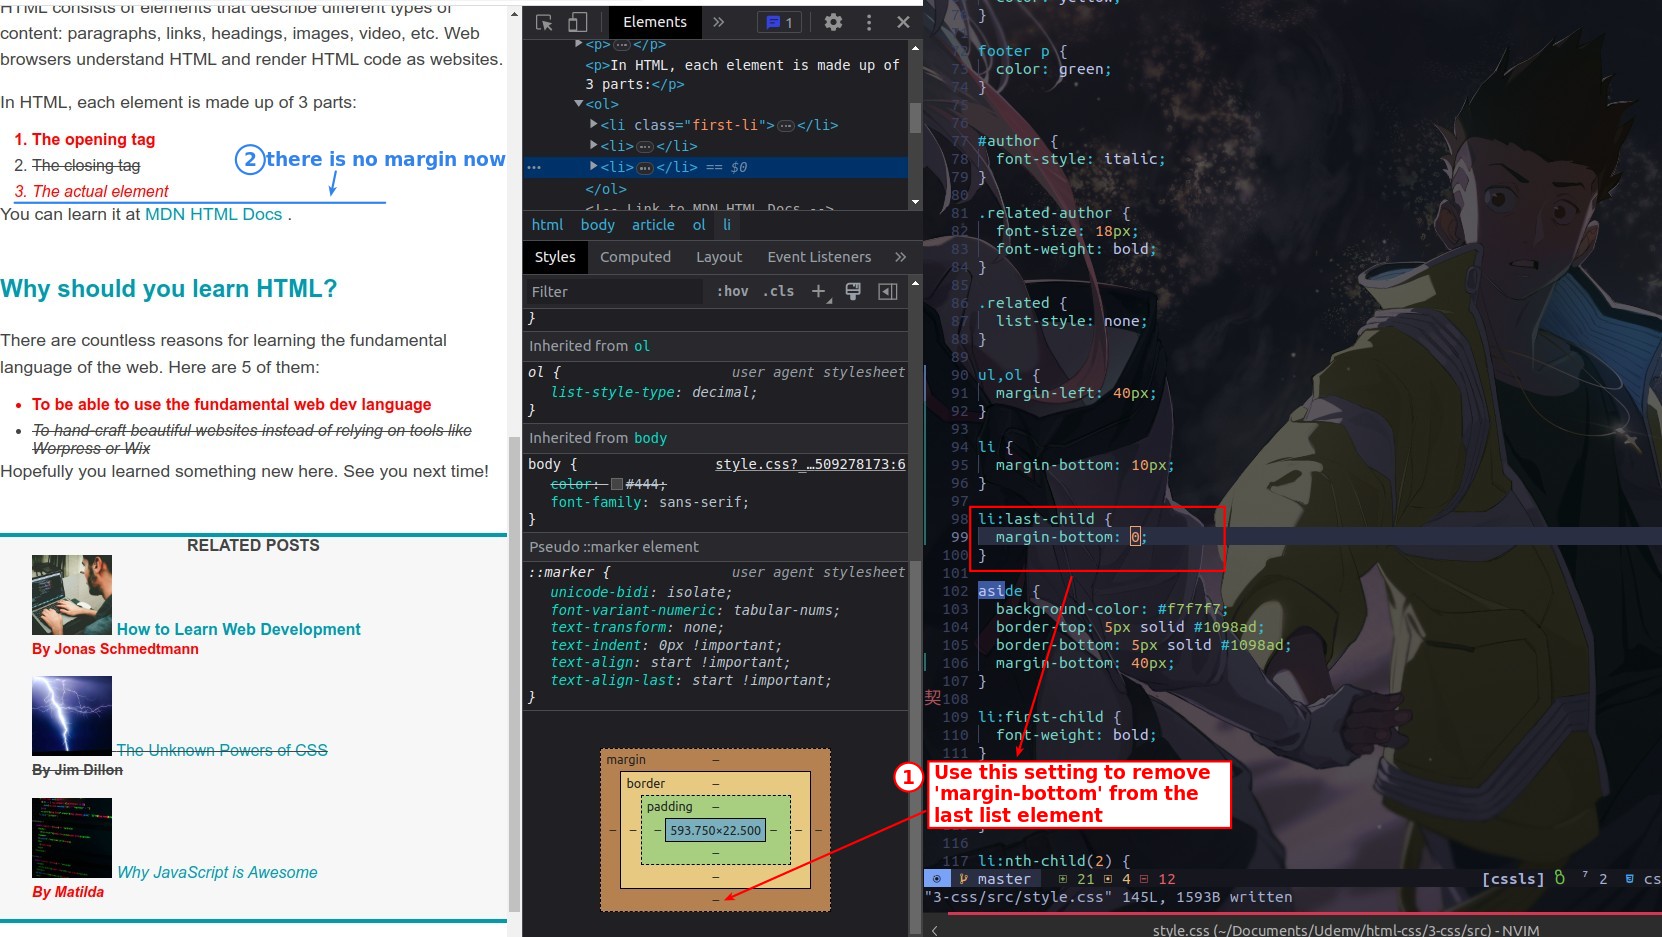 HTML consists of elements that describe different types of
content: paragraphs, links, headings, images, video, etc. Web
browsers understand HTML and render HTML code as websites.
In HTML, each element is made up of 3 parts:
1. The opening tag
2. The closing tag
3. The actual element
2 there is no margin now
You can learn it at MDN HTML Docs .
Why should you learn HTML?
There are countless reasons for learning the fundamental
language of the web. Here are 5 of them:
• To be able to use the fundamental web dev language
• To hand-craft beautiful websites instead of relying on tools like
Worpress or Wix
Hopefully you learned something new here. See you next time!
RELATED POSTS
How to Learn Web Development
By Jonas Schmedtmann
The Unknown Powers of CSS
By Jim Dillon
Why JavaScript is Awesome
By Matilda
Elements » 1
<p>⋯</p>
<p>In HTML, each element is made up of
3 parts:</p>
<ol>
<li class="first-li">⋯</li>
<li>⋯</li>
<li>⋯</li> == $0
</ol>
<!-- Link to MDN HTML Docs -->
html body article ol li
Styles Computed Layout Event Listeners »
Filter :hov .cls +
}
Inherited from ol
ol { user agent stylesheet
list-style-type: decimal;
}
Inherited from body
body { style.css?_…509278173:6
color: #444;
font-family: sans-serif;
}
Pseudo ::marker element
::marker { user agent stylesheet
unicode-bidi: isolate;
font-variant-numeric: tabular-nums;
text-transform: none;
text-indent: 0px !important;
text-align: start !important;
text-align-last: start !important;
}
margin –
border –
padding –
– – – 593.750×22.500 – – –
–
–
–
color: yellow;
}
footer p {
73 color: green;
74 }
75
76
77 #author {
78 font-style: italic;
79 }
80
81 .related-author {
82 font-size: 18px;
83 font-weight: bold;
84 }
85
86 .related {
87 list-style: none;
88 }
89
90 ul,ol {
91 margin-left: 40px;
92 }
93
94 li {
95 margin-bottom: 10px;
96 }
97
98 li:last-child {
99 margin-bottom: 0;
100 }
101
102 aside {
103 background-color: #f7f7f7;
104 border-top: 5px solid #1098ad;
105 border-bottom: 5px solid #1098ad;
106 margin-bottom: 40px;
107 }
契108
109 li:first-child {
110 font-weight: bold;
111 }
1 Use this setting to remove
'margin-bottom' from the
last list element
117 li:nth-child(2) {
master 21 4 12 [cssls] 7 2 cs
"3-css/src/style.css" 145L, 1593B written
style.css (~/Documents/Udemy/html-css/3-css/src) - NVIM